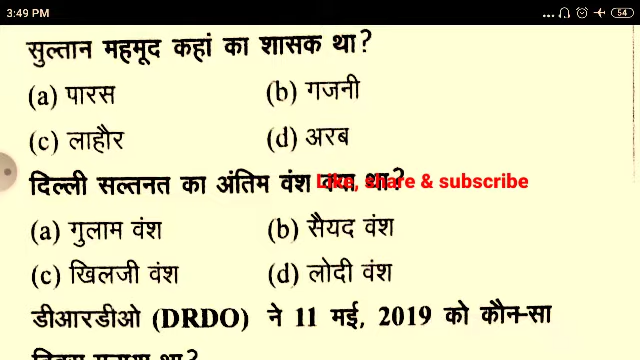 3:49 PM
54
सुल्तान महमूद कहां का शासक था?
(a) पारस (b) गजनी
(c) लाहौर (d) अरब
दिल्ली सल्तनत का अंतिम वंश क्या था?
Like, share & subscribe
(a) गुलाम वंश (b) सैयद वंश
(c) खिलजी वंश (d) लोदी वंश
डीआरडीओ (DRDO) ने 11 मई, 2019 को कौन-सा